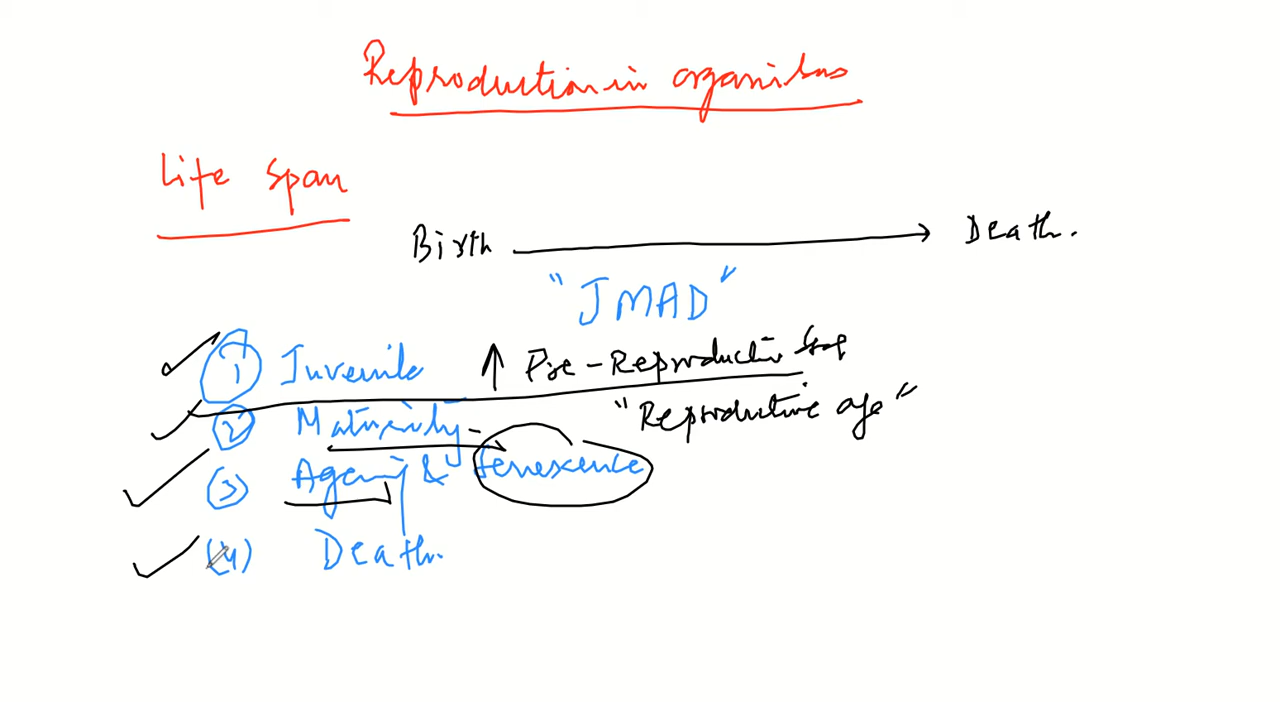 Reproduction in organisms
Life Span
Birth → Death.
"JMAD"
(1) Juvenile ↑ Pre-Reproductive Stage
(2) Maturity - "Reproductive age"
(3) Ageing & Senescence
(4) Death.